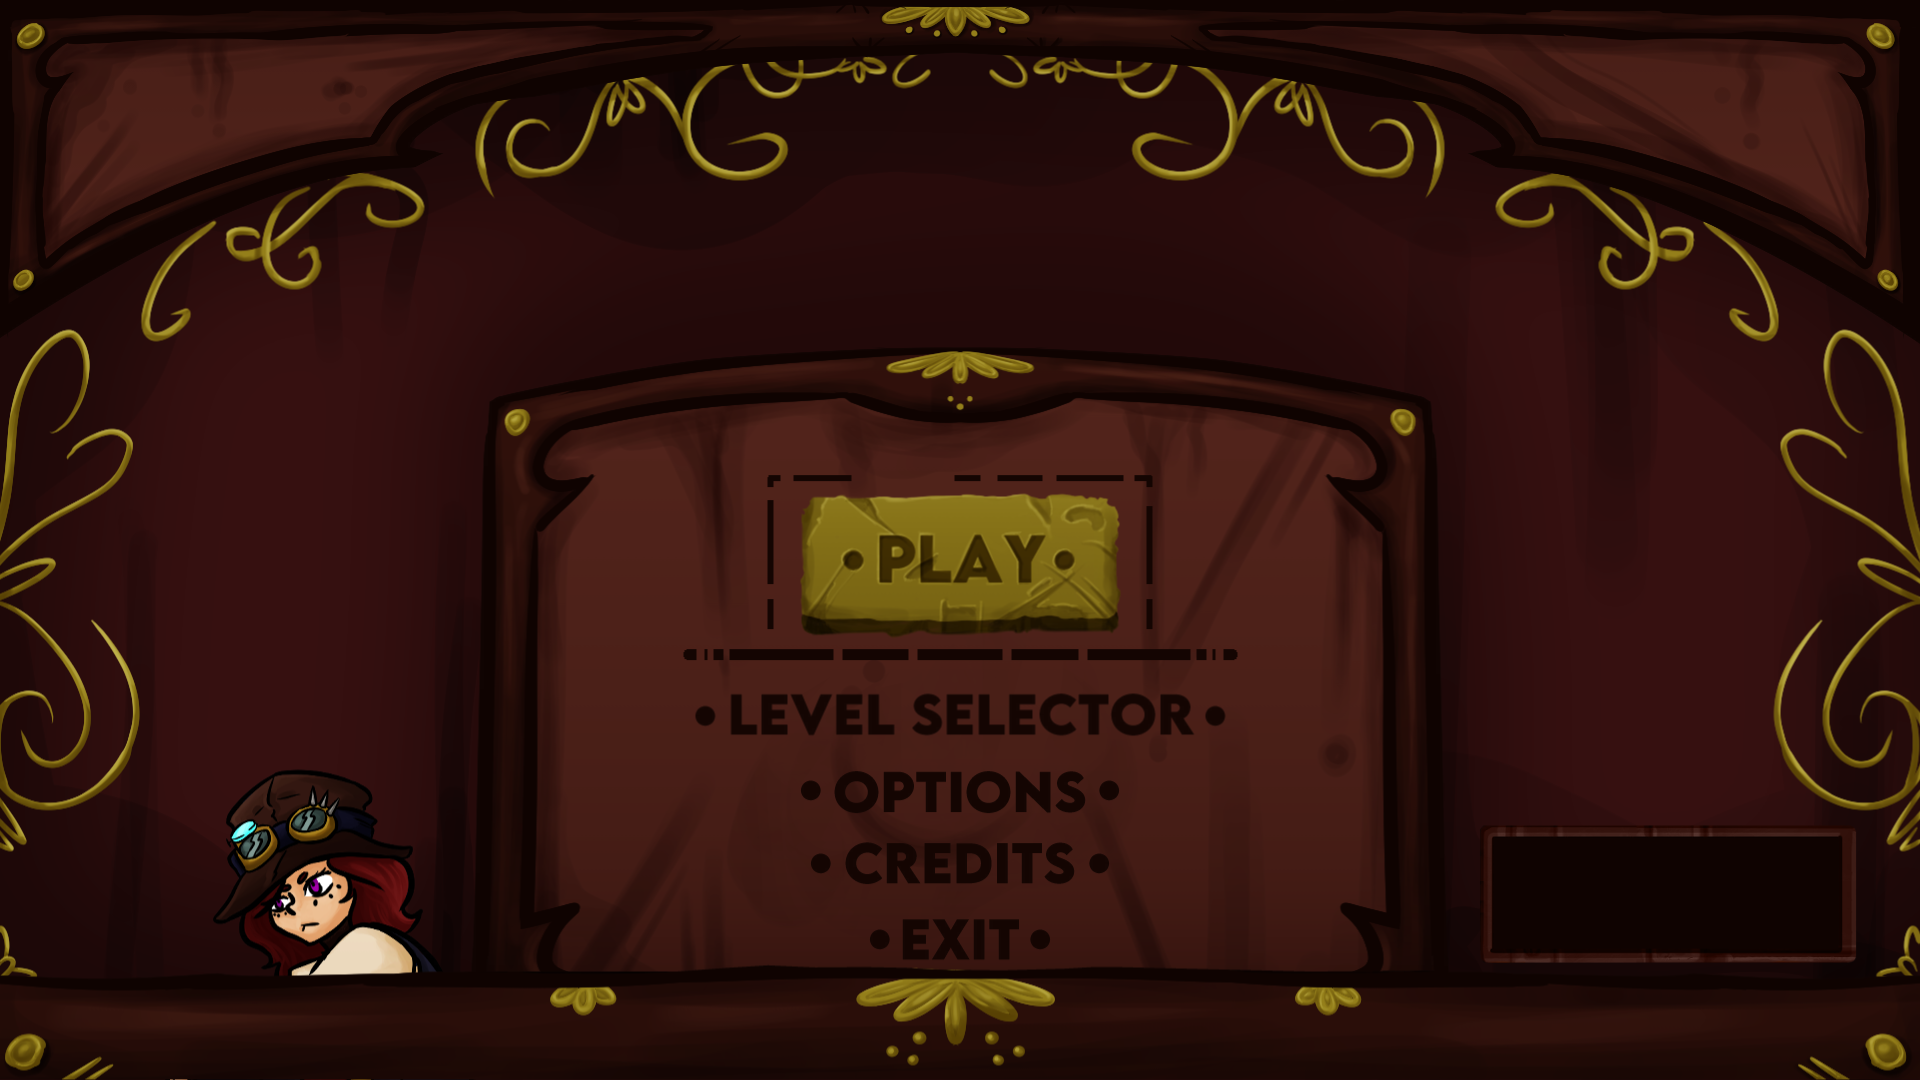 • PLAY •
• LEVEL SELECTOR •
• OPTIONS •
• CREDITS •
• EXIT •